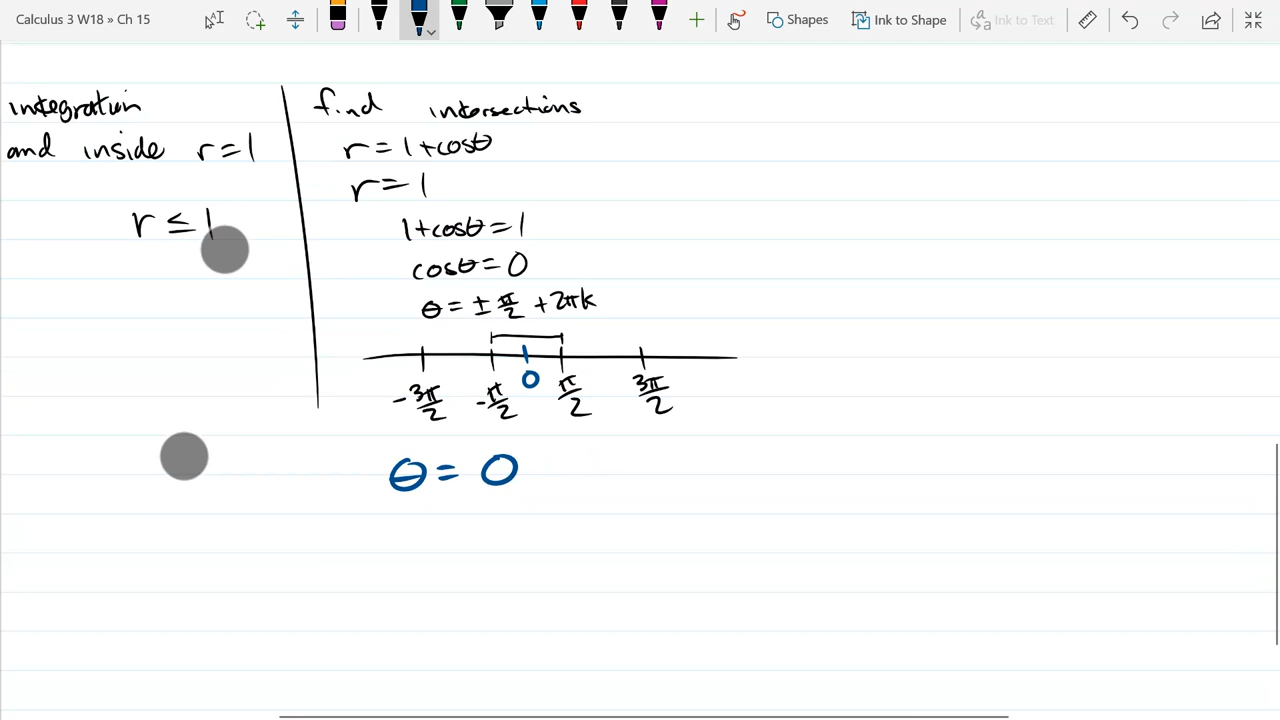 Calculus 3 W18 » Ch 15
Shapes
Ink to Shape
Ink to Text
integration
and inside r = 1
r ≤ 1
find intersections
r = 1 + cosθ
r = 1
1 + cosθ = 1
cosθ = 0
θ = ± π/2 + 2πk
-3π/2 -π/2 0 π/2 3π/2
θ = 0